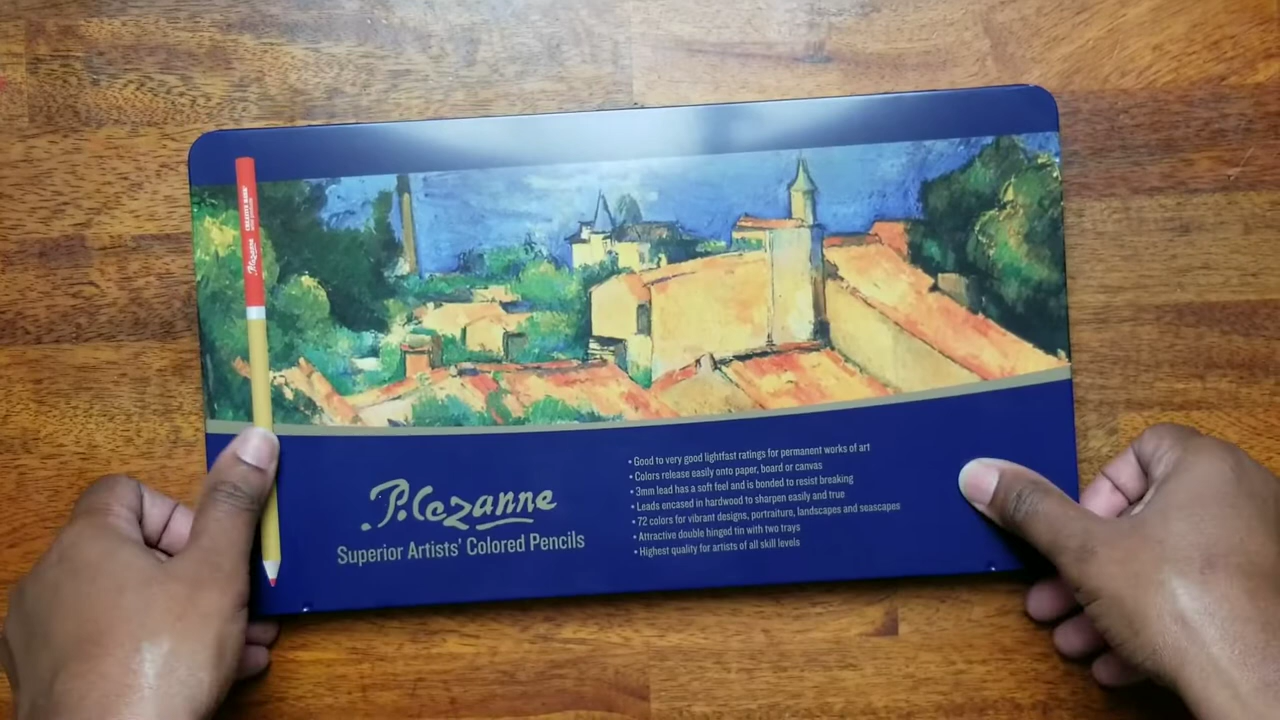 P.Cezanne
CREATIVE MARK
P.Cezanne
Superior Artists' Colored Pencils
• Good to very good lightfast ratings for permanent works of art
• Colors release easily onto paper, board or canvas
• 3mm lead has a soft feel and is bonded to resist breaking
• Leads encased in hardwood to sharpen easily and true
• 72 colors for vibrant designs, portraiture, landscapes and seascapes
• Attractive double hinged tin with two trays
• Highest quality for artists of all skill levels